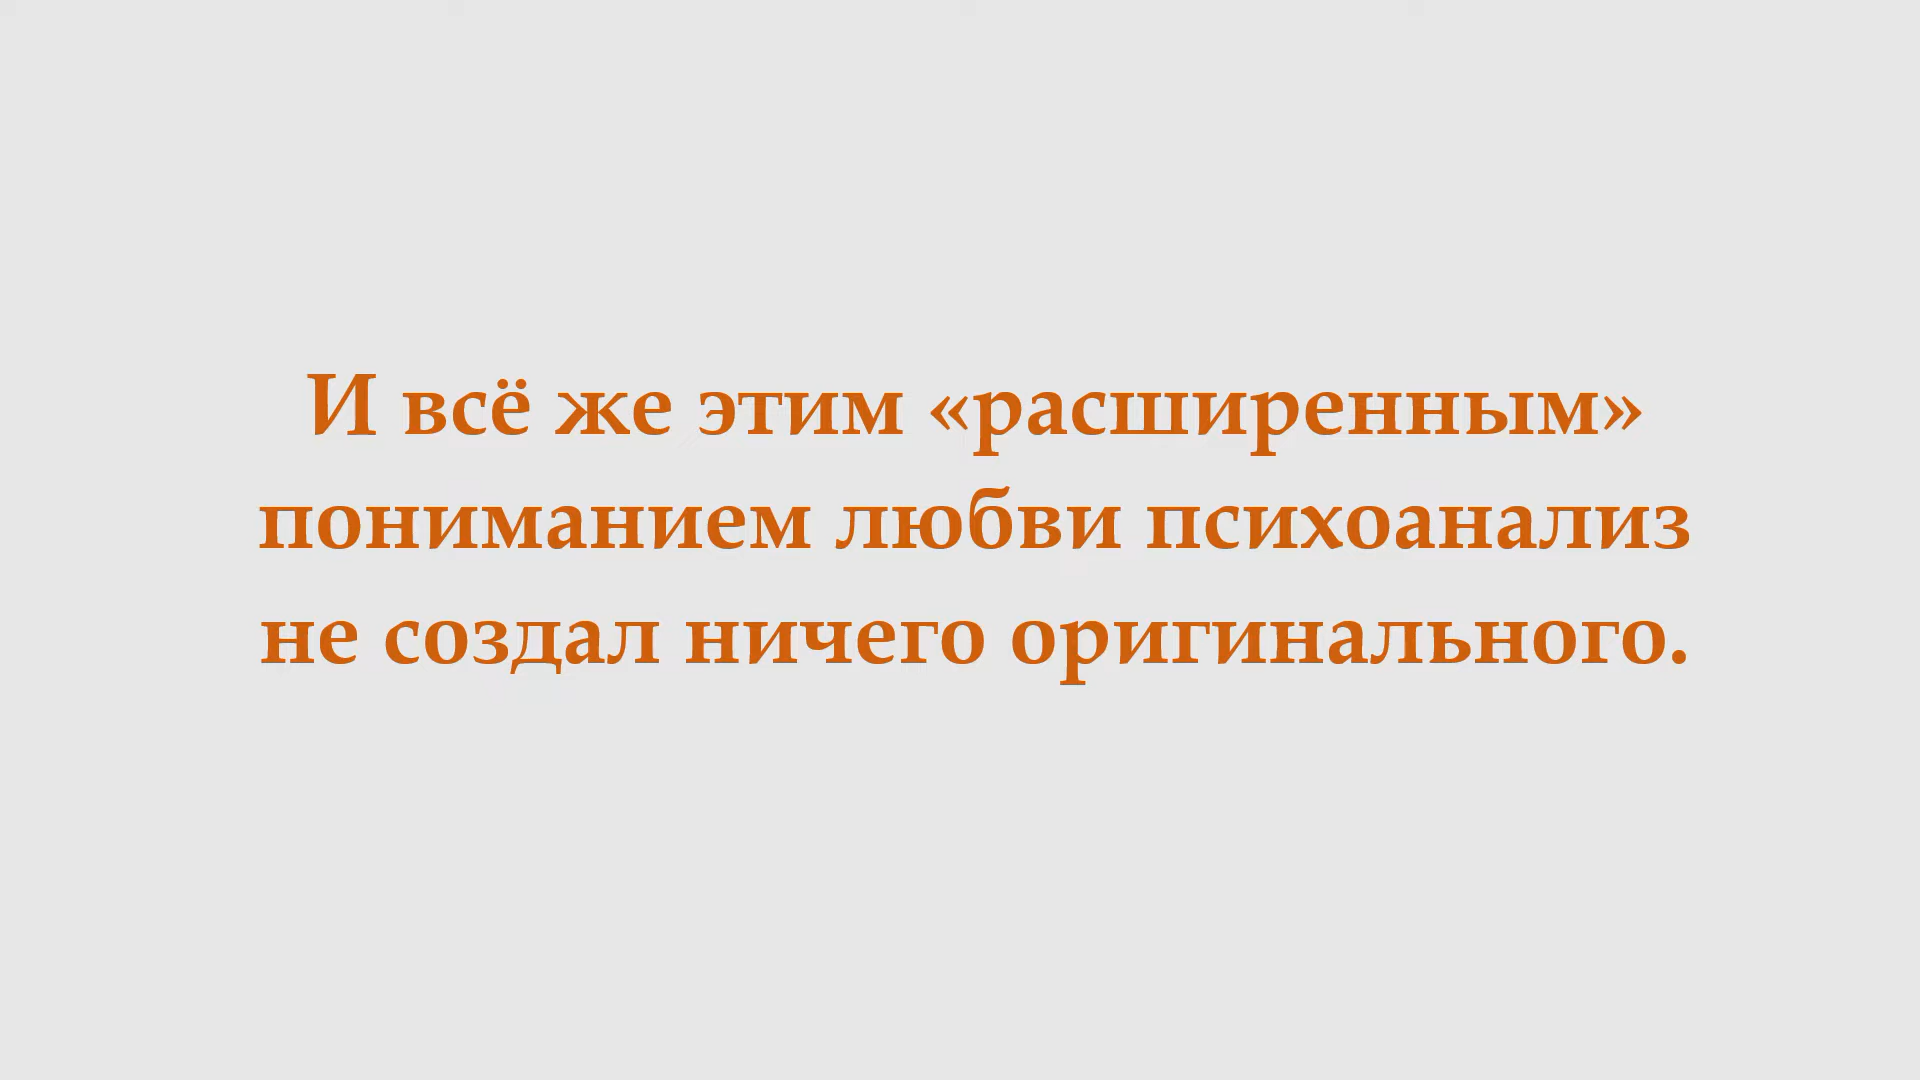 И всё же этим «расширенным»
пониманием любви психоанализ
не создал ничего оригинального.